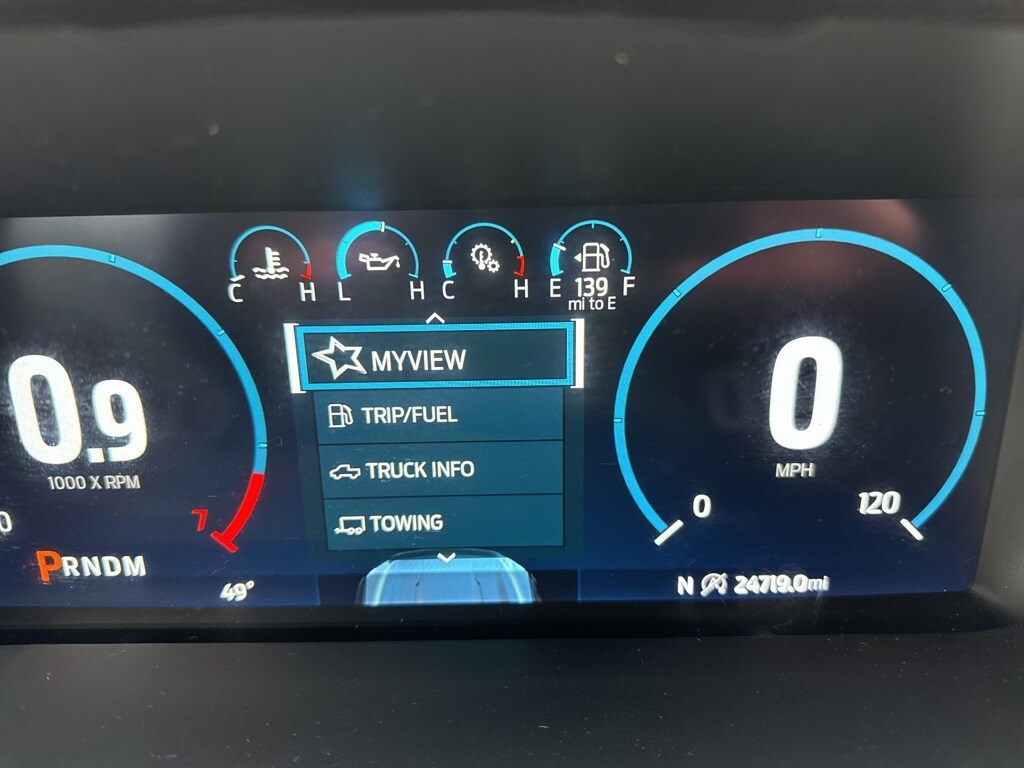 C H L H C H E 139 F
mi to E
MYVIEW
TRIP/FUEL
TRUCK INFO
TOWING
0.9
1000 X RPM
0
7
PRNDM
49°
0
MPH
0
120
N 24719.0mi